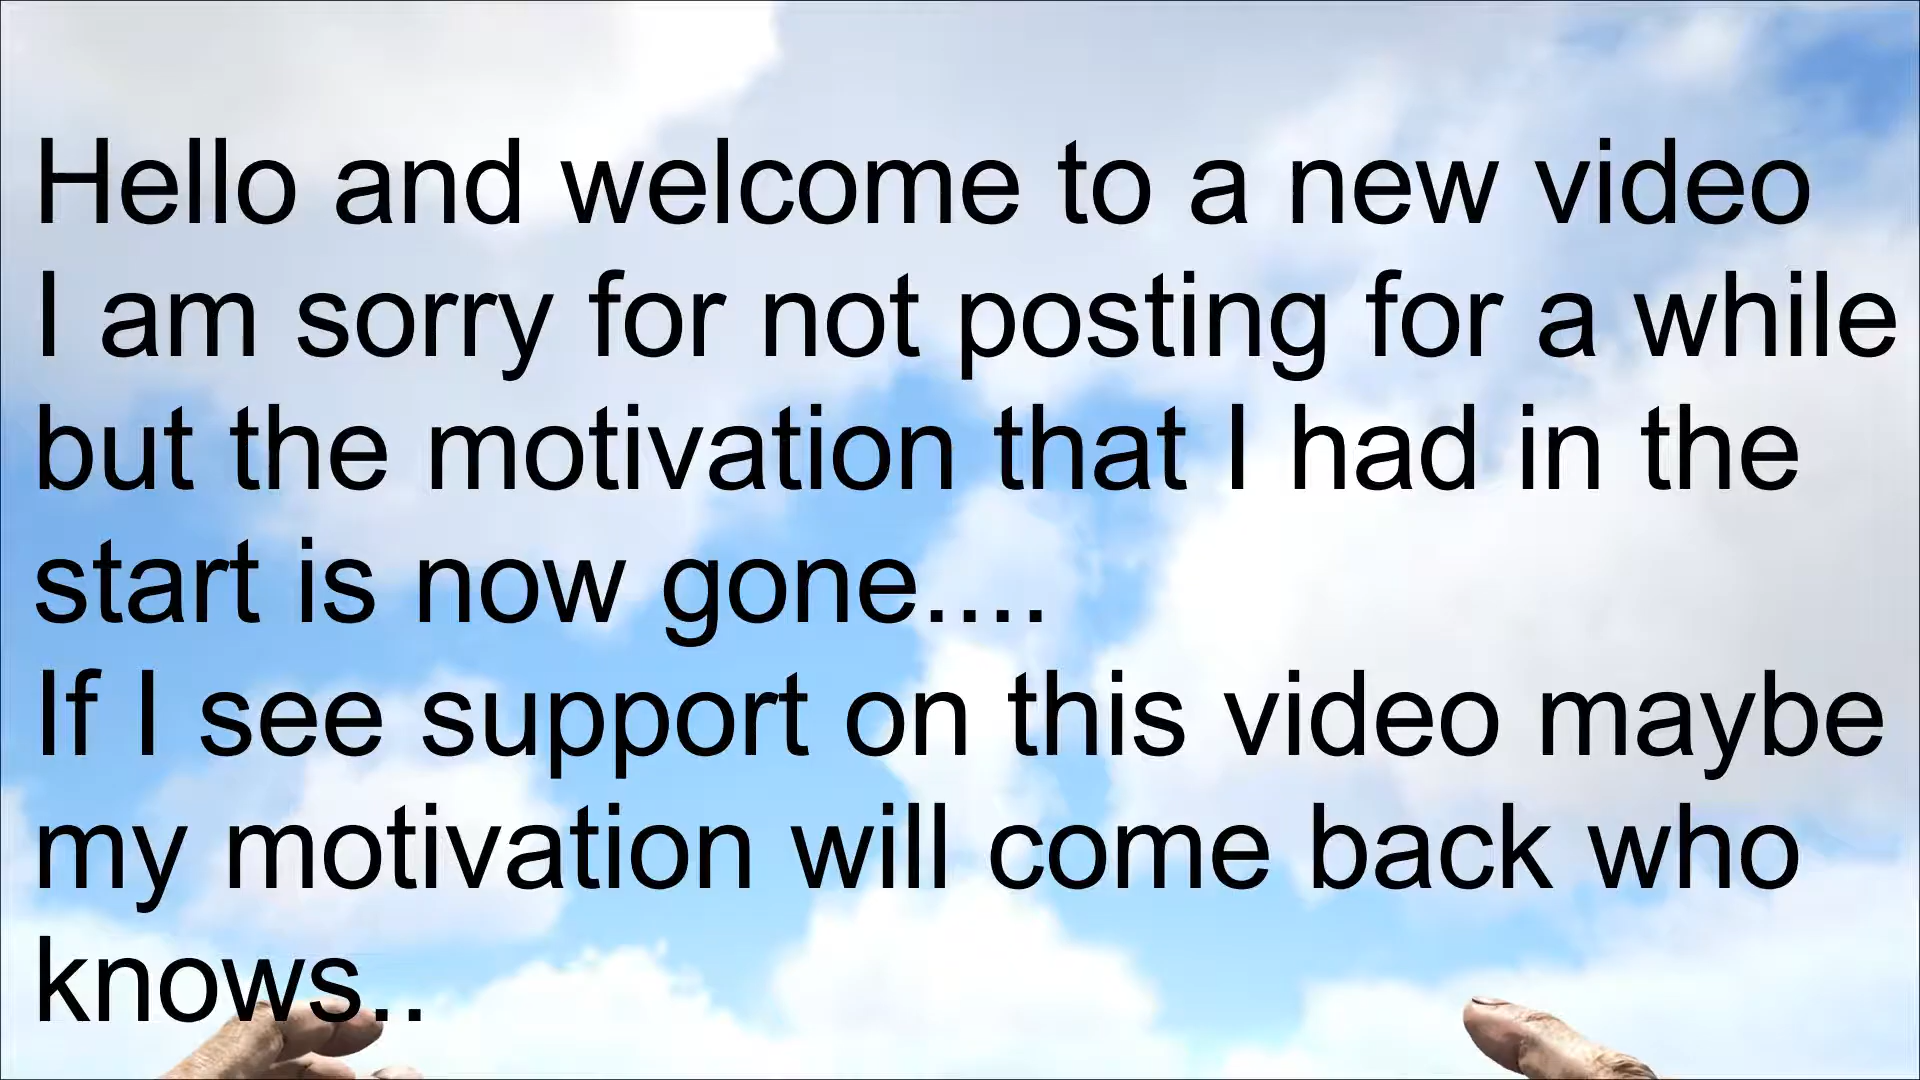 Hello and welcome to a new video
I am sorry for not posting for a while
but the motivation that I had in the
start is now gone....
If I see support on this video maybe
my motivation will come back who
knows..